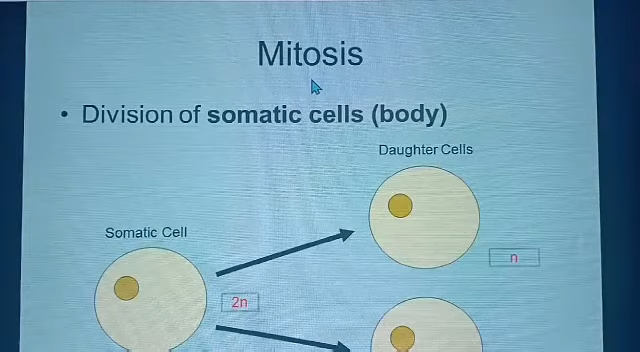 Mitosis
• Division of somatic cells (body)
Daughter Cells
Somatic Cell
n
2n